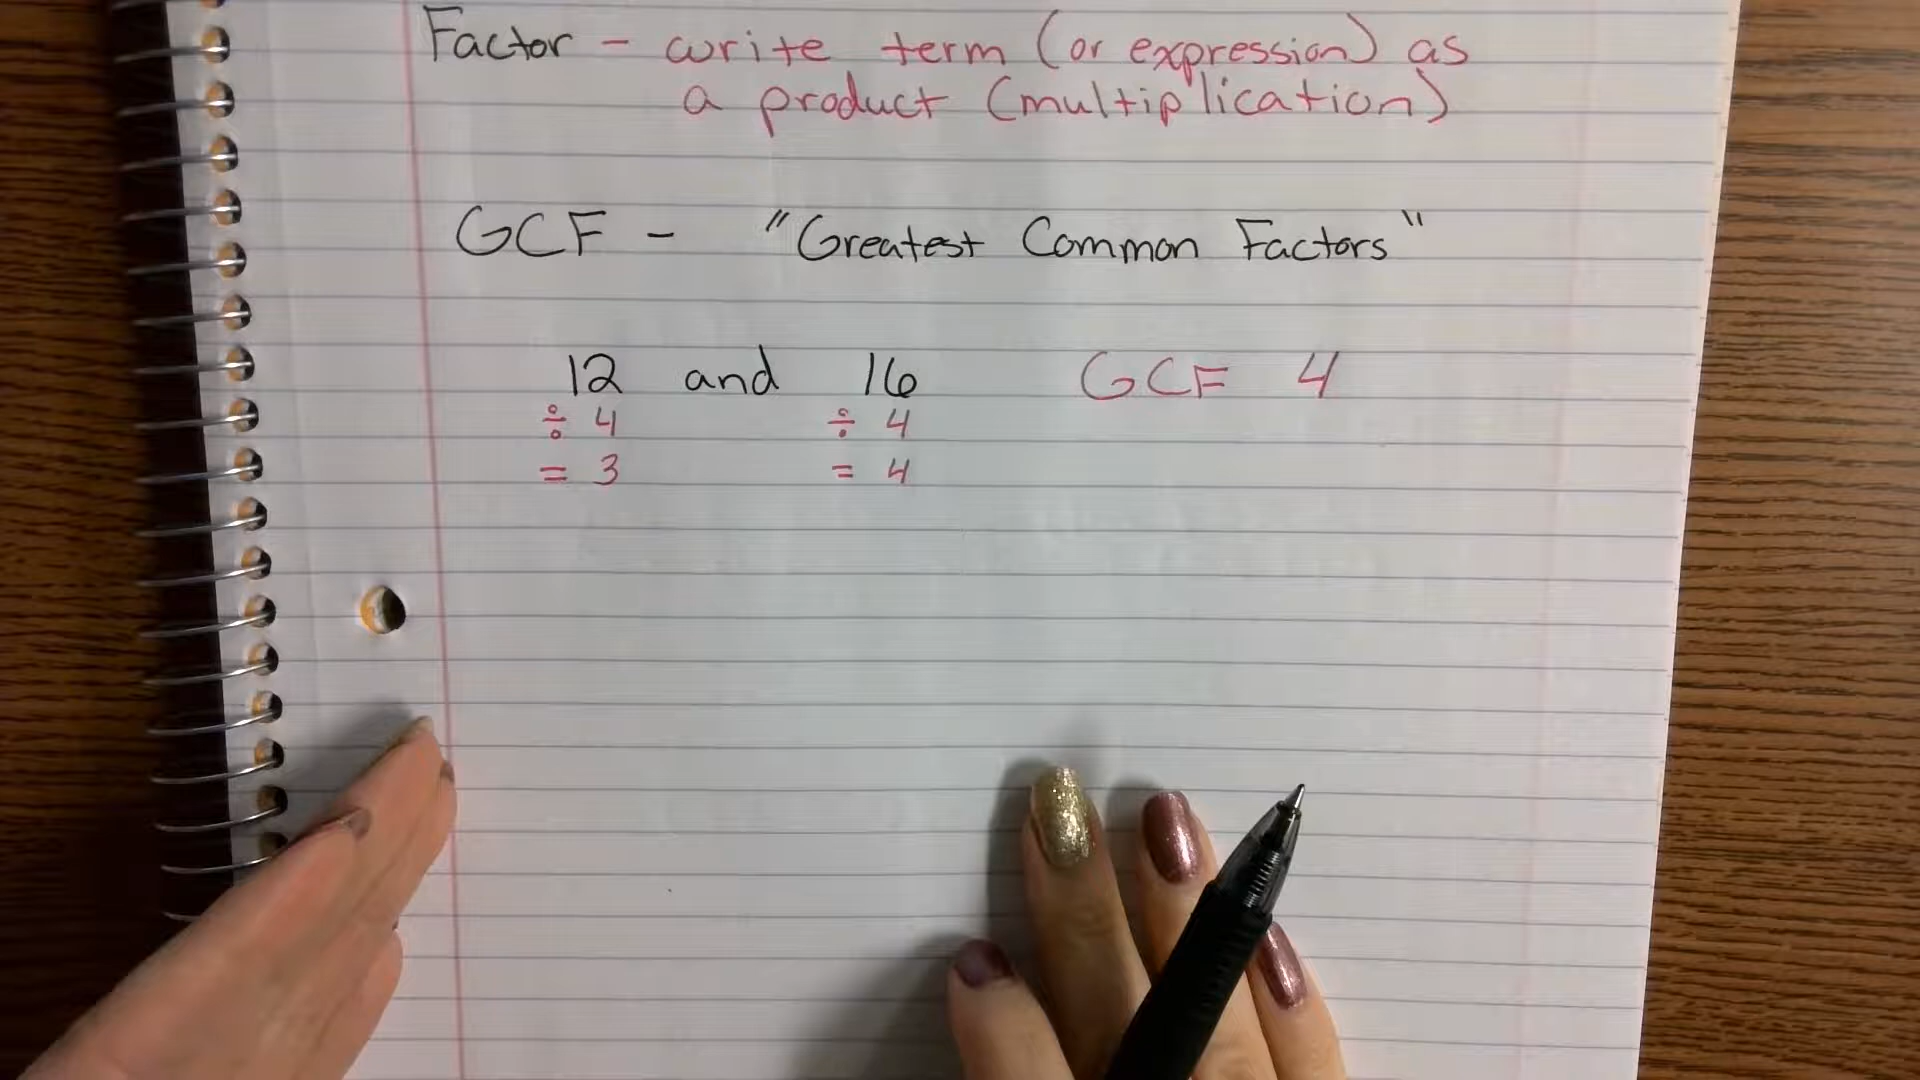 Factor - write term (or expression) as
a product (multiplication)
GCF - "Greatest Common Factors"
12 and 16 GCF 4
÷ 4 ÷ 4
= 3 = 4